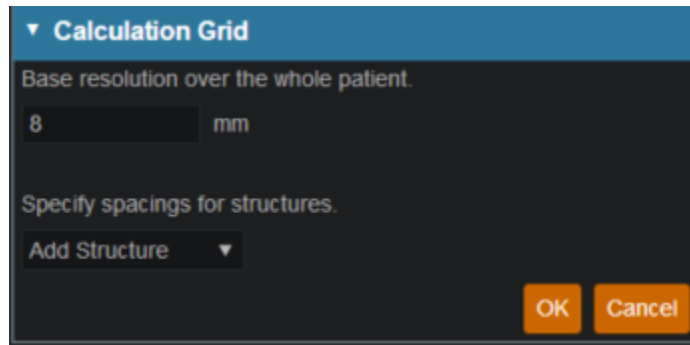 Calculation Grid
Base resolution over the whole patient.
8 mm
Specify spacings for structures.
Add Structure
OK Cancel